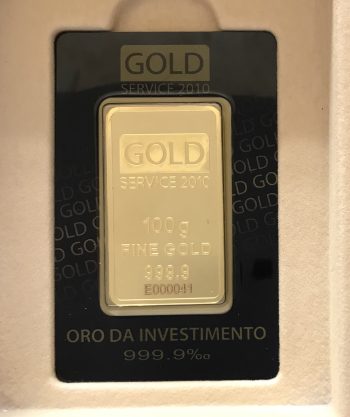 GOLD
SERVICE 2010
GOLD
SERVICE 2010
100g
FINE GOLD
999.9
E000041
ORO DA INVESTIMENTO
999.9‰